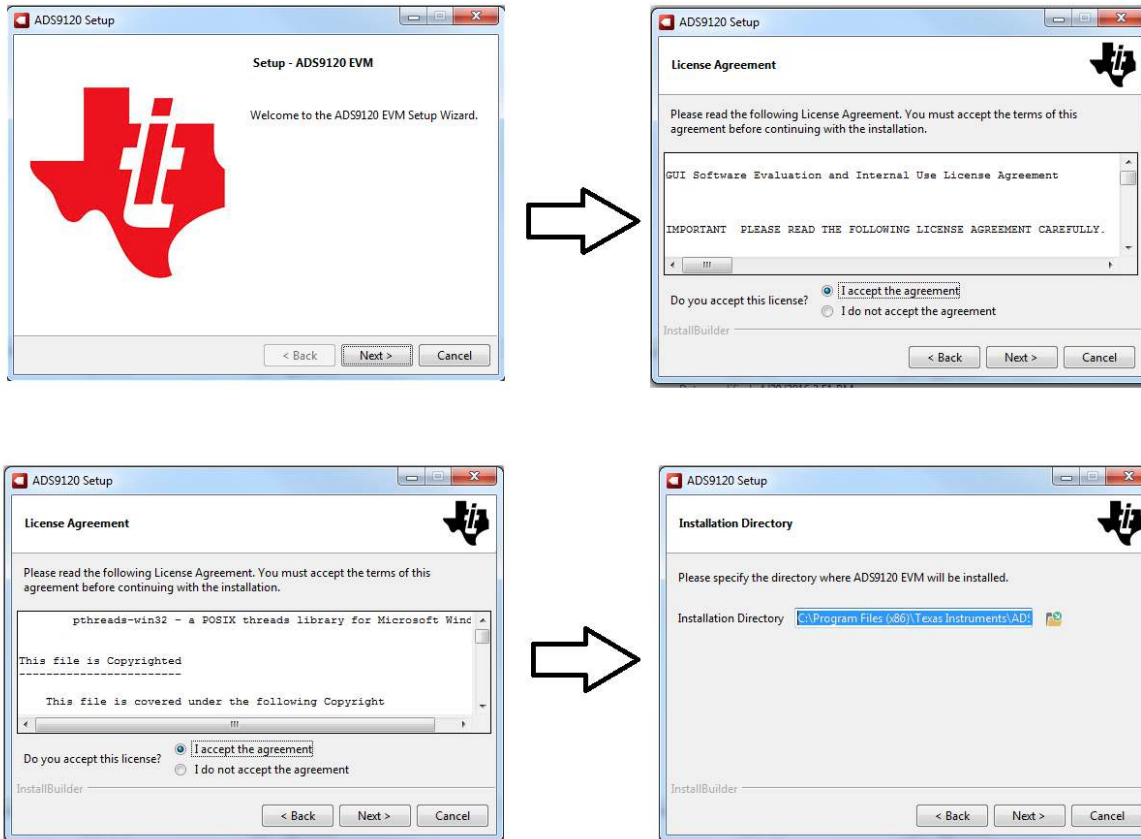 ADS9120 Setup
Setup - ADS9120 EVM
Welcome to the ADS9120 EVM Setup Wizard.
< Back
Next >
Cancel
ADS9120 Setup
License Agreement
Please read the following License Agreement. You must accept the terms of this
agreement before continuing with the installation.
GUI Software Evaluation and Internal Use License Agreement
IMPORTANT PLEASE READ THE FOLLOWING LICENSE AGREEMENT CAREFULLY.
Do you accept this license?
I accept the agreement
I do not accept the agreement
InstallBuilder
< Back
Next >
Cancel
ADS9120 Setup
License Agreement
Please read the following License Agreement. You must accept the terms of this
agreement before continuing with the installation.
pthreads-win32 - a POSIX threads library for Microsoft Wind
This file is Copyrighted
------------------------
This file is covered under the following Copyright
Do you accept this license?
I accept the agreement
I do not accept the agreement
InstallBuilder
< Back
Next >
Cancel
ADS9120 Setup
Installation Directory
Please specify the directory where ADS9120 EVM will be installed.
Installation Directory C:\Program Files (x86)\Texas Instruments\ADS
InstallBuilder
< Back
Next >
Cancel